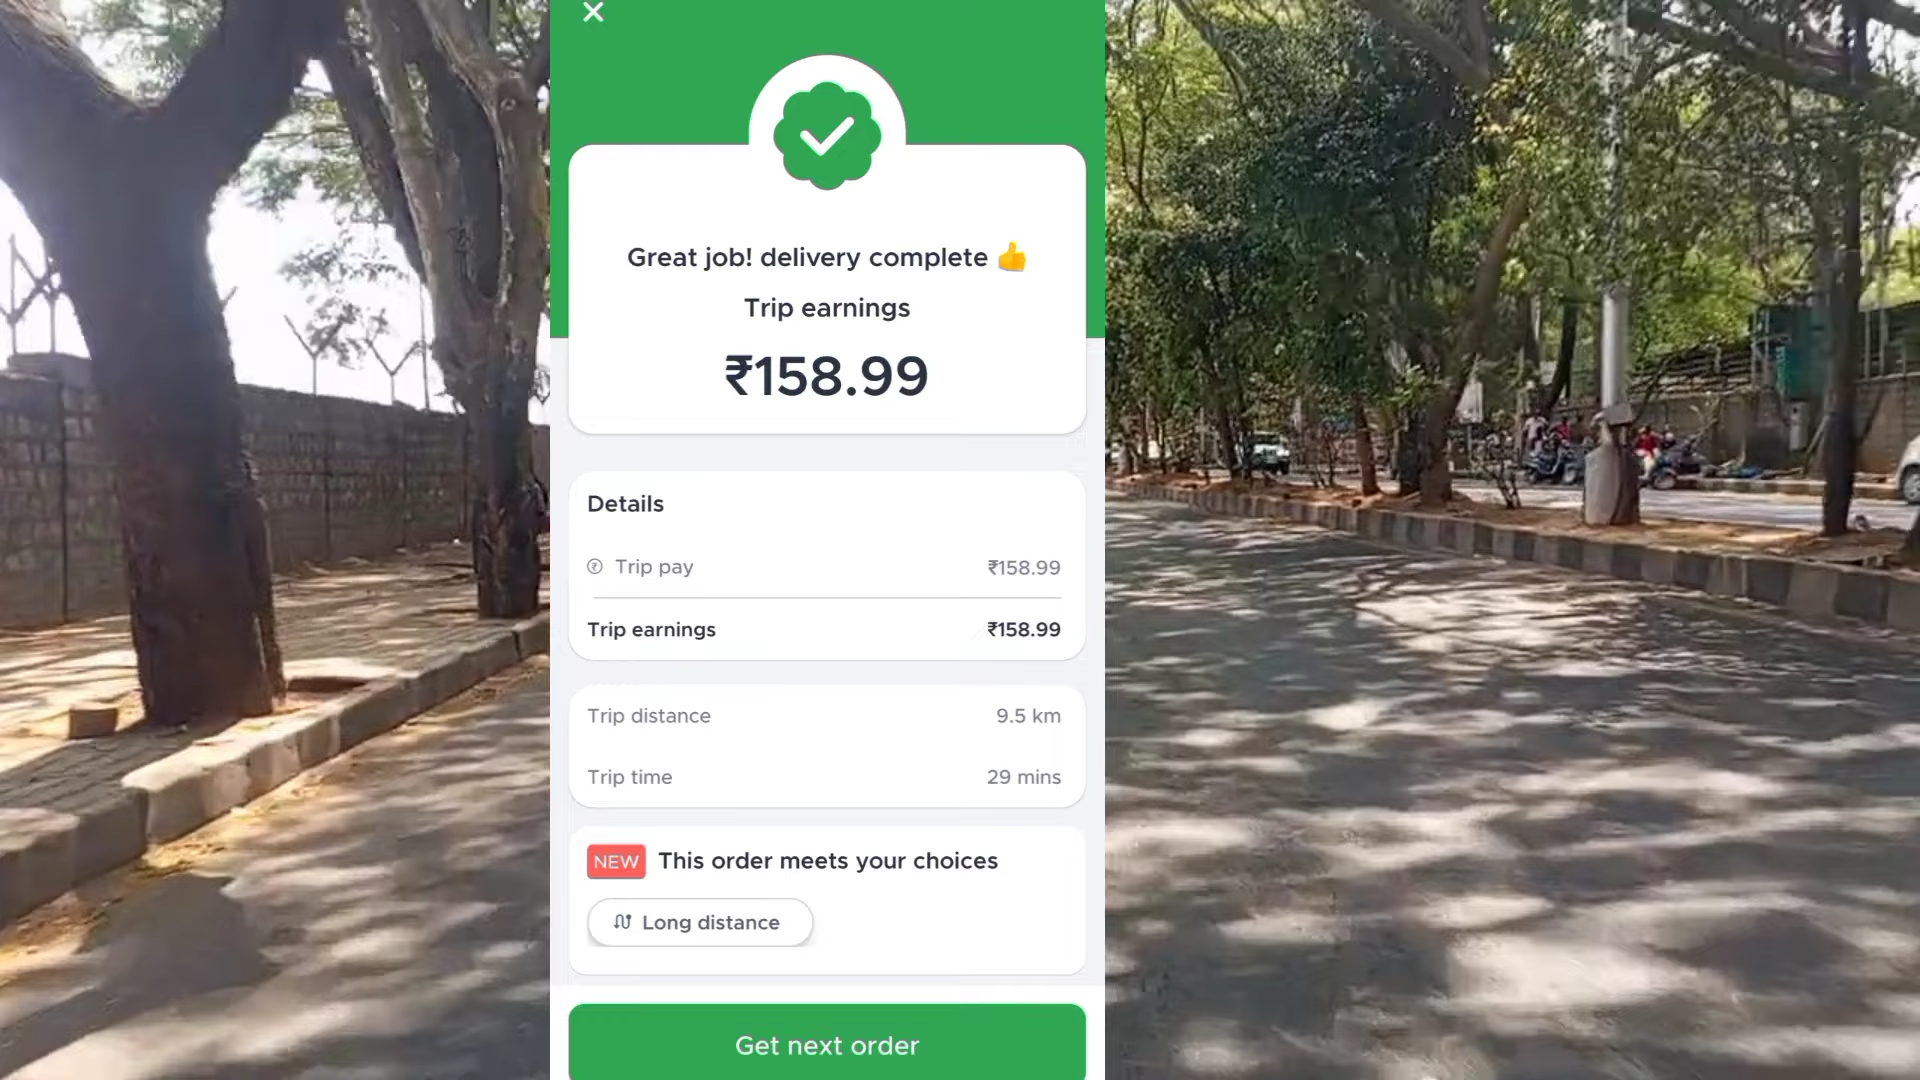 Great job! delivery complete 👍
Trip earnings
₹158.99
Details
Trip pay ₹158.99
Trip earnings ₹158.99
Trip distance 9.5 km
Trip time 29 mins
NEW This order meets your choices
Long distance
Get next order